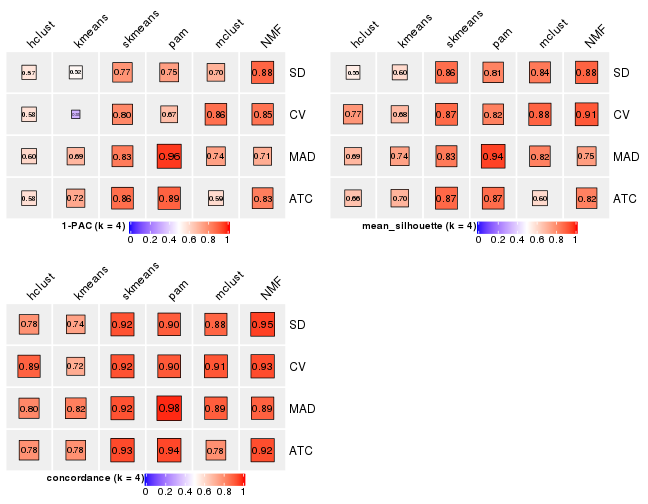 hclust kmeans skmeans pam mclust NMF
0.57 0.52 0.77 0.75 0.70 0.88 SD
0.58 0.80 0.67 0.86 0.85 CV
0.60 0.69 0.83 0.96 0.74 0.71 MAD
0.58 0.72 0.86 0.89 0.59 0.83 ATC
1-PAC (k = 4)
0 0.2 0.4 0.6 0.8 1
hclust kmeans skmeans pam mclust NMF
0.60 0.86 0.81 0.84 0.88 SD
0.77 0.68 0.87 0.82 0.88 0.91 CV
0.69 0.74 0.83 0.94 0.82 0.75 MAD
0.66 0.70 0.87 0.87 0.60 0.82 ATC
mean_silhouette (k = 4)
0 0.2 0.4 0.6 0.8 1
hclust kmeans skmeans pam mclust NMF
0.78 0.74 0.92 0.90 0.88 0.95 SD
0.89 0.72 0.92 0.90 0.91 0.93 CV
0.80 0.82 0.92 0.98 0.89 0.89 MAD
0.78 0.78 0.93 0.94 0.78 0.92 ATC
concordance (k = 4)
0 0.2 0.4 0.6 0.8 1